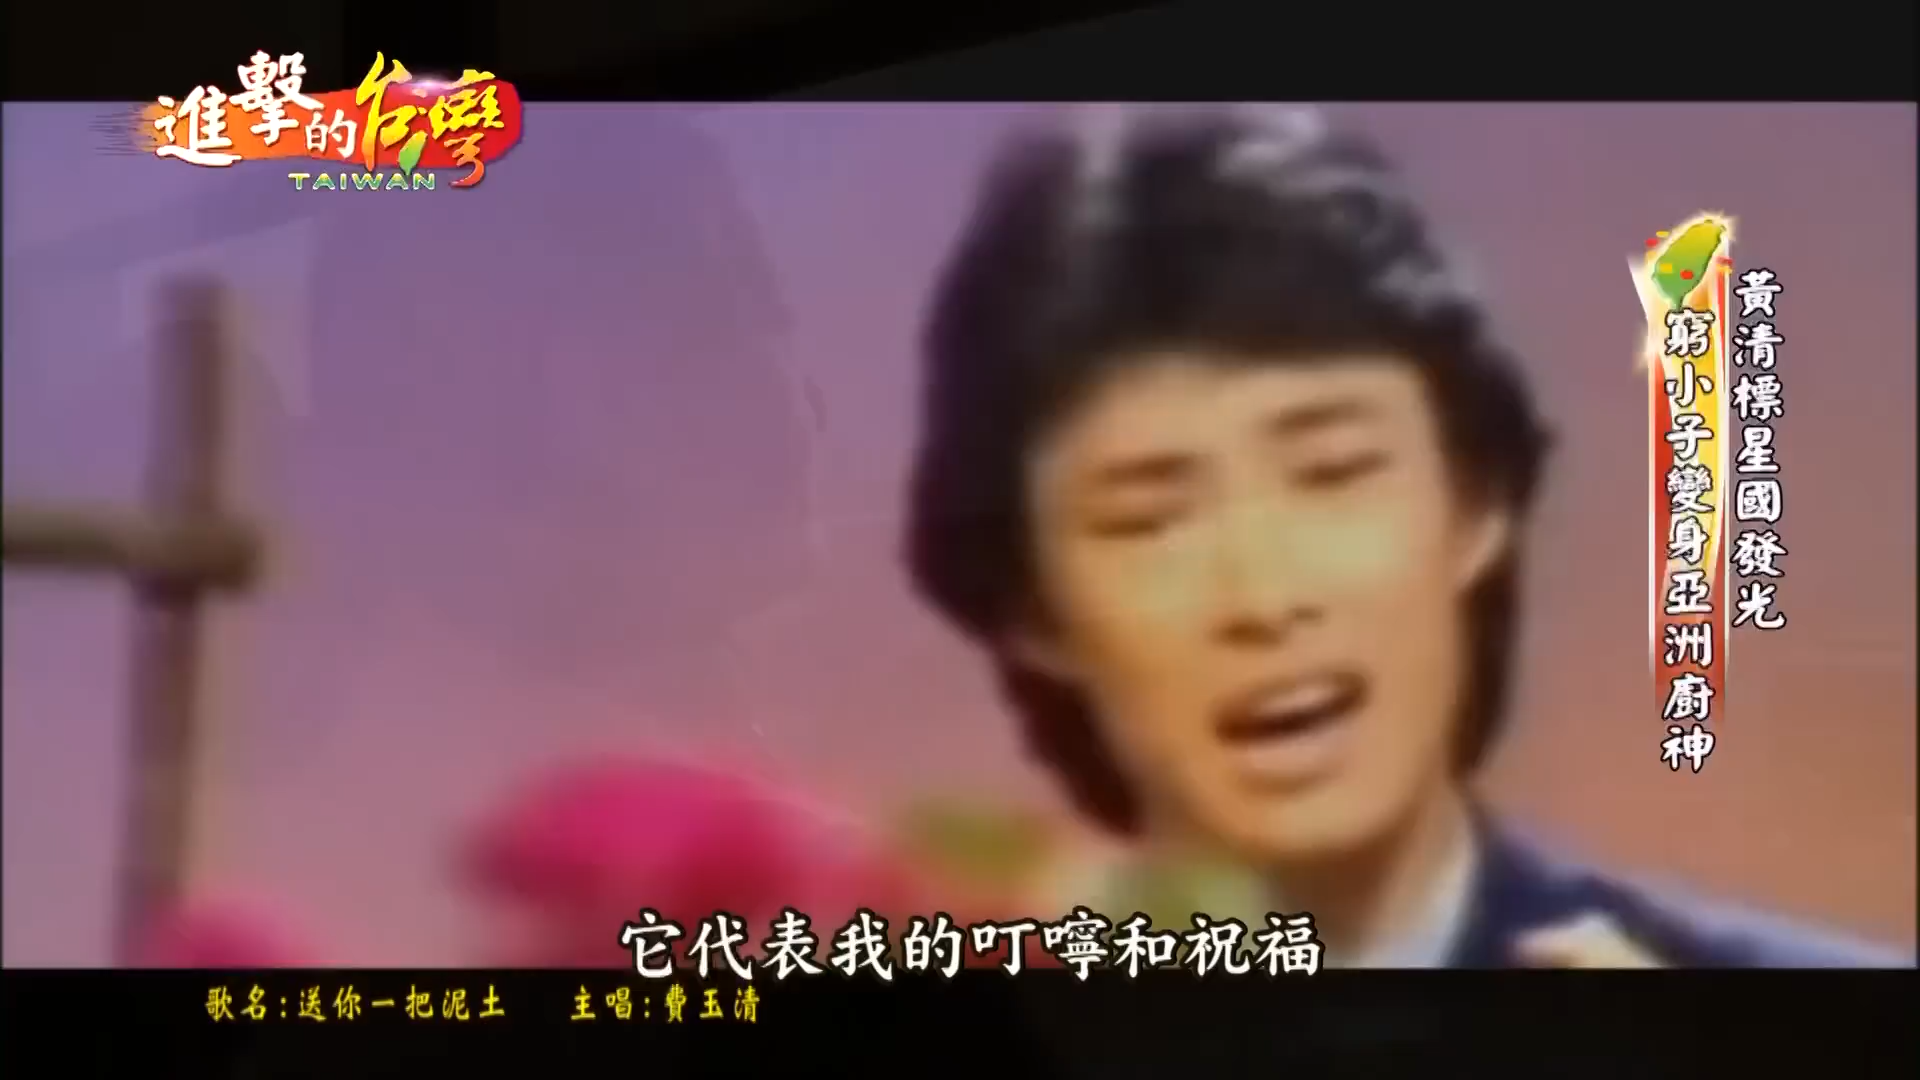 進擊的台灣
TAIWAN
黃清標星國發光
窮小子變身亞洲廚神
它代表我的叮嚀和祝福
歌名:送你一把泥土 主唱:費玉清